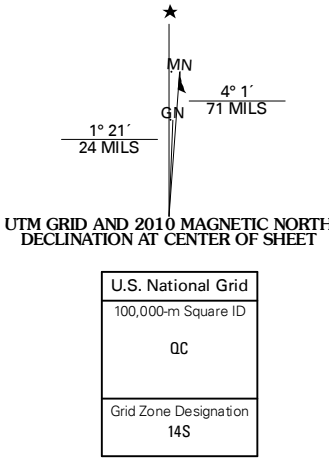 ★
MN
GN
4° 1´
71 MILS
1° 21´
24 MILS
UTM GRID AND 2010 MAGNETIC NORTH
DECLINATION AT CENTER OF SHEET
U.S. National Grid
100,000-m Square ID
QC
Grid Zone Designation
14S